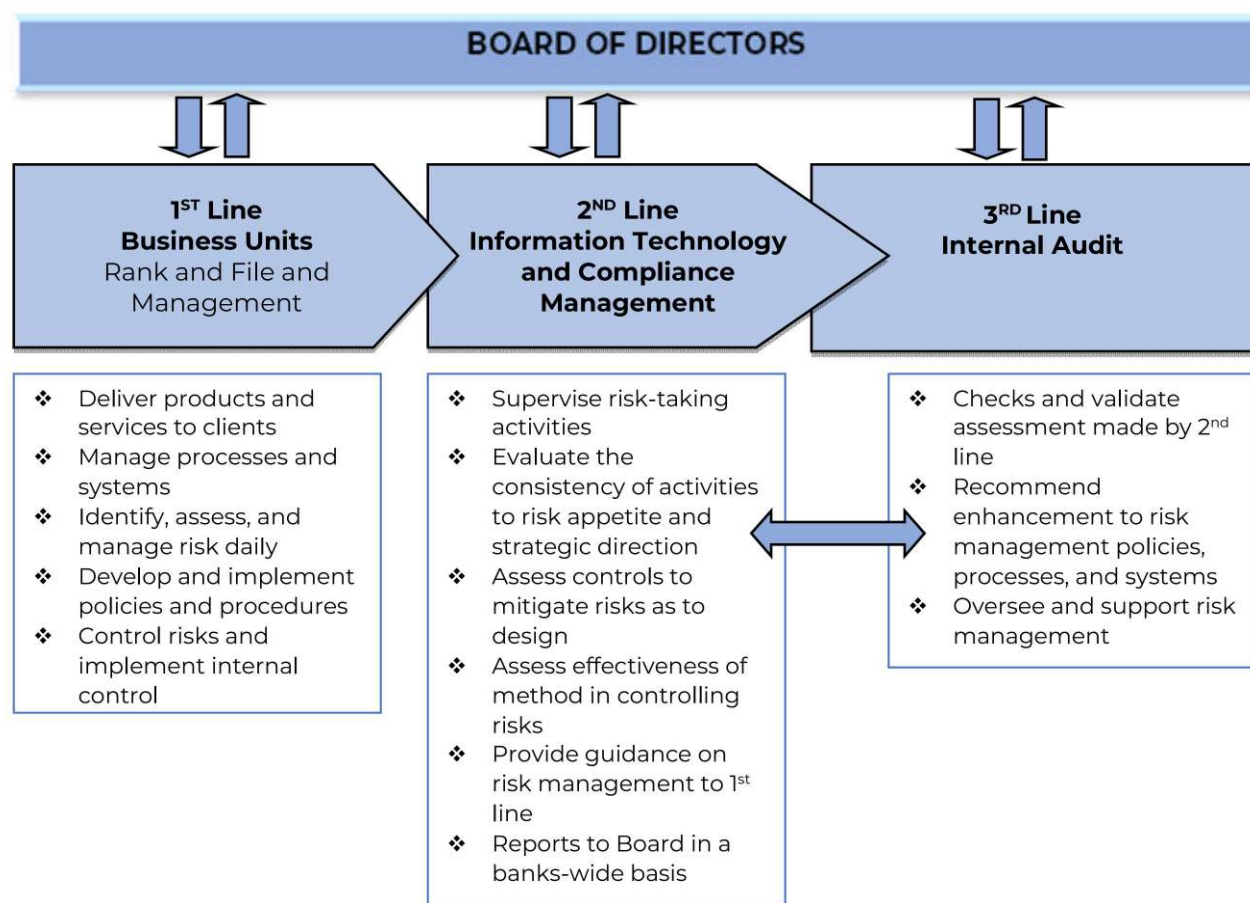 BOARD OF DIRECTORS
1ST Line
Business Units
Rank and File and
Management
2ND Line
Information Technology
and Compliance
Management
3RD Line
Internal Audit
❖ Deliver products and
services to clients
❖ Manage processes and
systems
❖ Identify, assess, and
manage risk daily
❖ Develop and implement
policies and procedures
❖ Control risks and
implement internal
control
❖ Supervise risk-taking
activities
❖ Evaluate the
consistency of activities
to risk appetite and
strategic direction
❖ Assess controls to
mitigate risks as to
design
❖ Assess effectiveness of
method in controlling
risks
❖ Provide guidance on
risk management to 1st
line
❖ Reports to Board in a
banks-wide basis
❖ Checks and validate
assessment made by 2nd
line
❖ Recommend
enhancement to risk
management policies,
processes, and systems
❖ Oversee and support risk
management